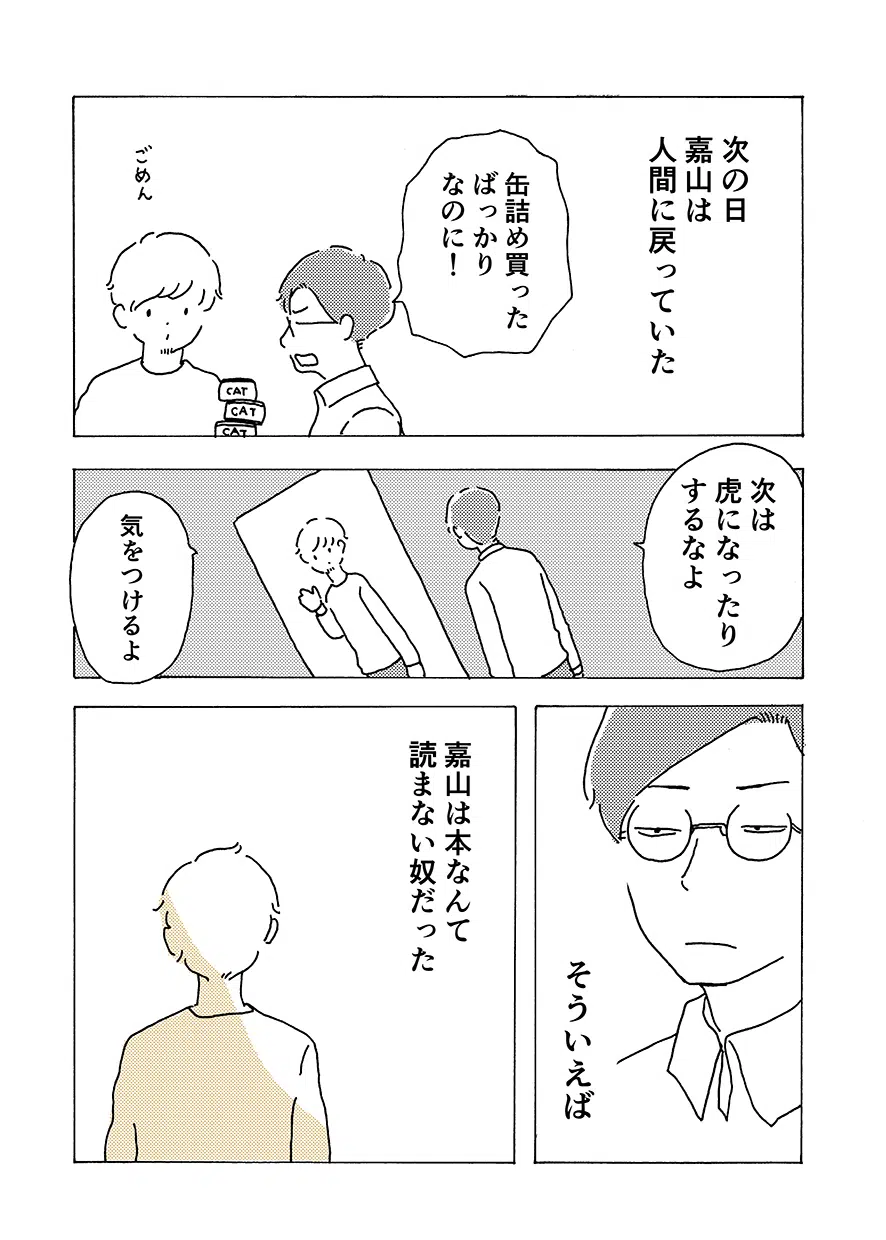 次の日
嘉山は
人間に戻っていた
缶詰め買った
ばっかり
なのに！
ごめん
CAT
CAT
CAT
次は
虎になったり
するなよ
気をつけるよ
そういえば
嘉山は本なんて
読まない奴だった